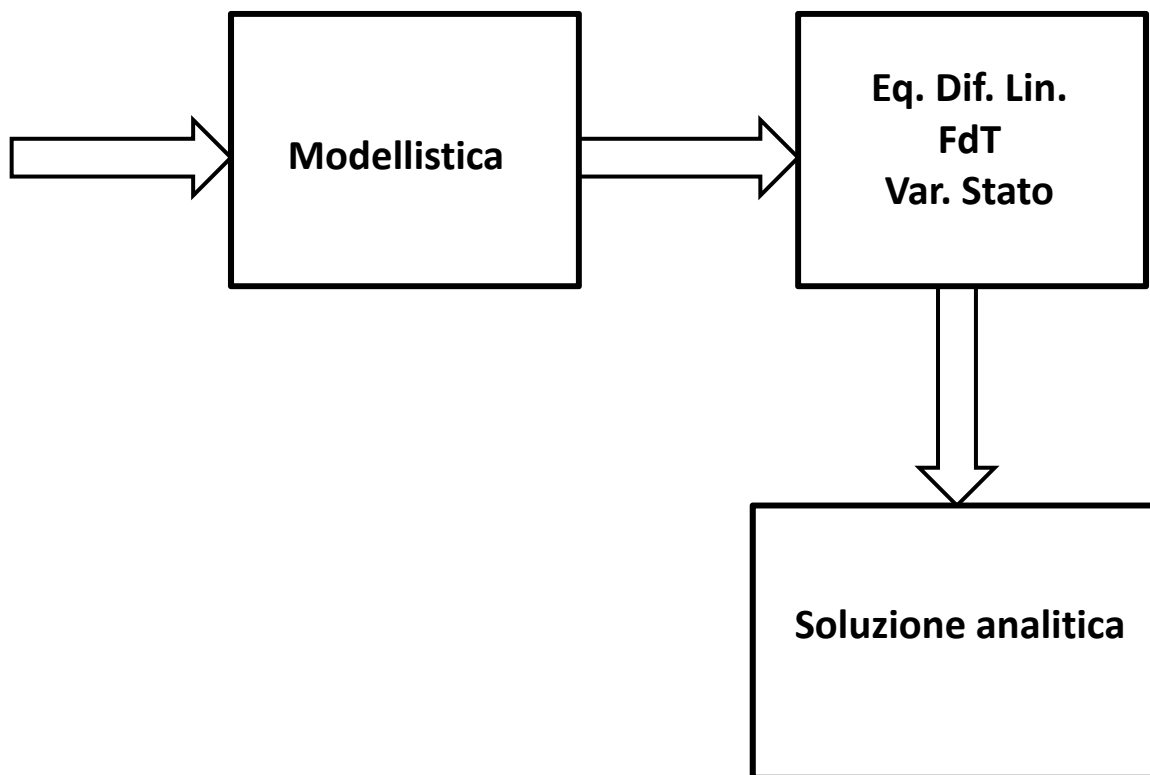 Modellistica
Eq. Dif. Lin.
FdT
Var. Stato
Soluzione analitica